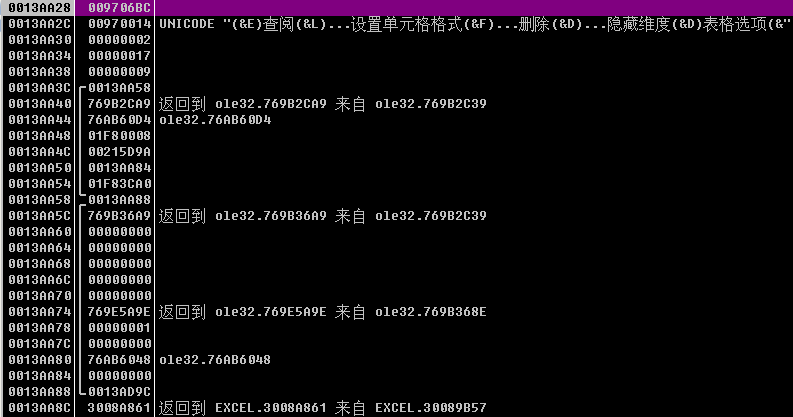 0013AA28 009706BC
0013AA2C 00970014 UNICODE "(&E)查阅(&L)...设置单元格格式(&F)...删除(&D)...隐藏维度(&D)表格选项(&"
0013AA30 00000002
0013AA34 00000017
0013AA38 00000009
0013AA3C 0013AA58
0013AA40 769B2CA9 返回到 ole32.769B2CA9 来自 ole32.769B2C39
0013AA44 76AB60D4 ole32.76AB60D4
0013AA48 01F80008
0013AA4C 00215D9A
0013AA50 0013AA84
0013AA54 01F83CA0
0013AA58 0013AA88
0013AA5C 769B36A9 返回到 ole32.769B36A9 来自 ole32.769B2C39
0013AA60 00000000
0013AA64 00000000
0013AA68 00000000
0013AA6C 00000000
0013AA70 00000000
0013AA74 769E5A9E 返回到 ole32.769E5A9E 来自 ole32.769B368E
0013AA78 00000001
0013AA7C 00000000
0013AA80 76AB6048 ole32.76AB6048
0013AA84 00000000
0013AA88 0013AD9C
0013AA8C 3008A861 返回到 EXCEL.3008A861 来自 EXCEL.30089B57